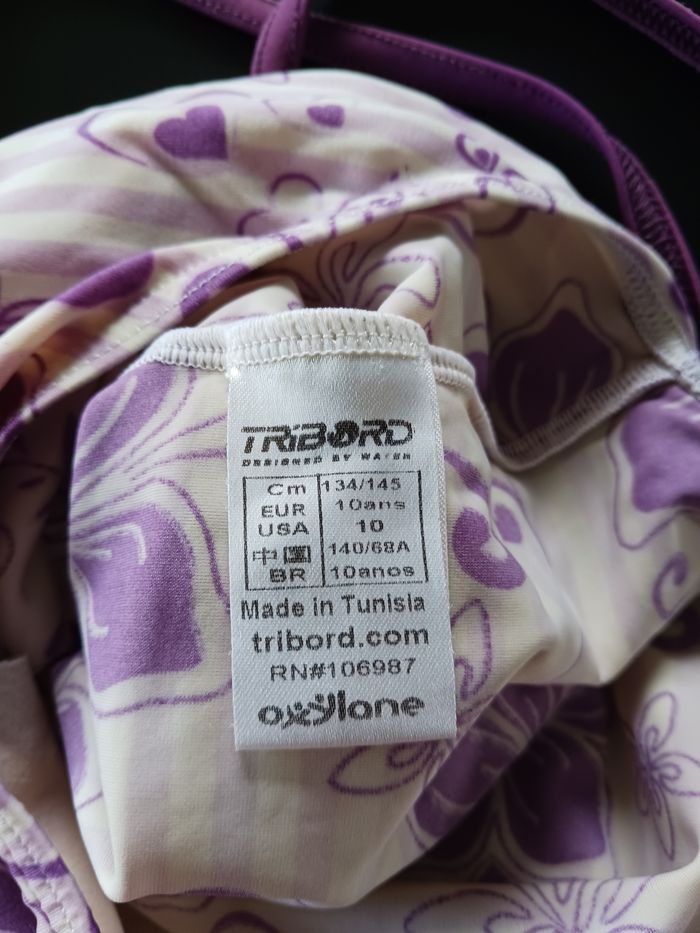 TRIBORD
DESIGNED BY WATER
Cm 134/145
EUR 10ans
USA 10
中国 140/68A
BR 10anos
Made in Tunisia
tribord.com
RN#106987
oxylane